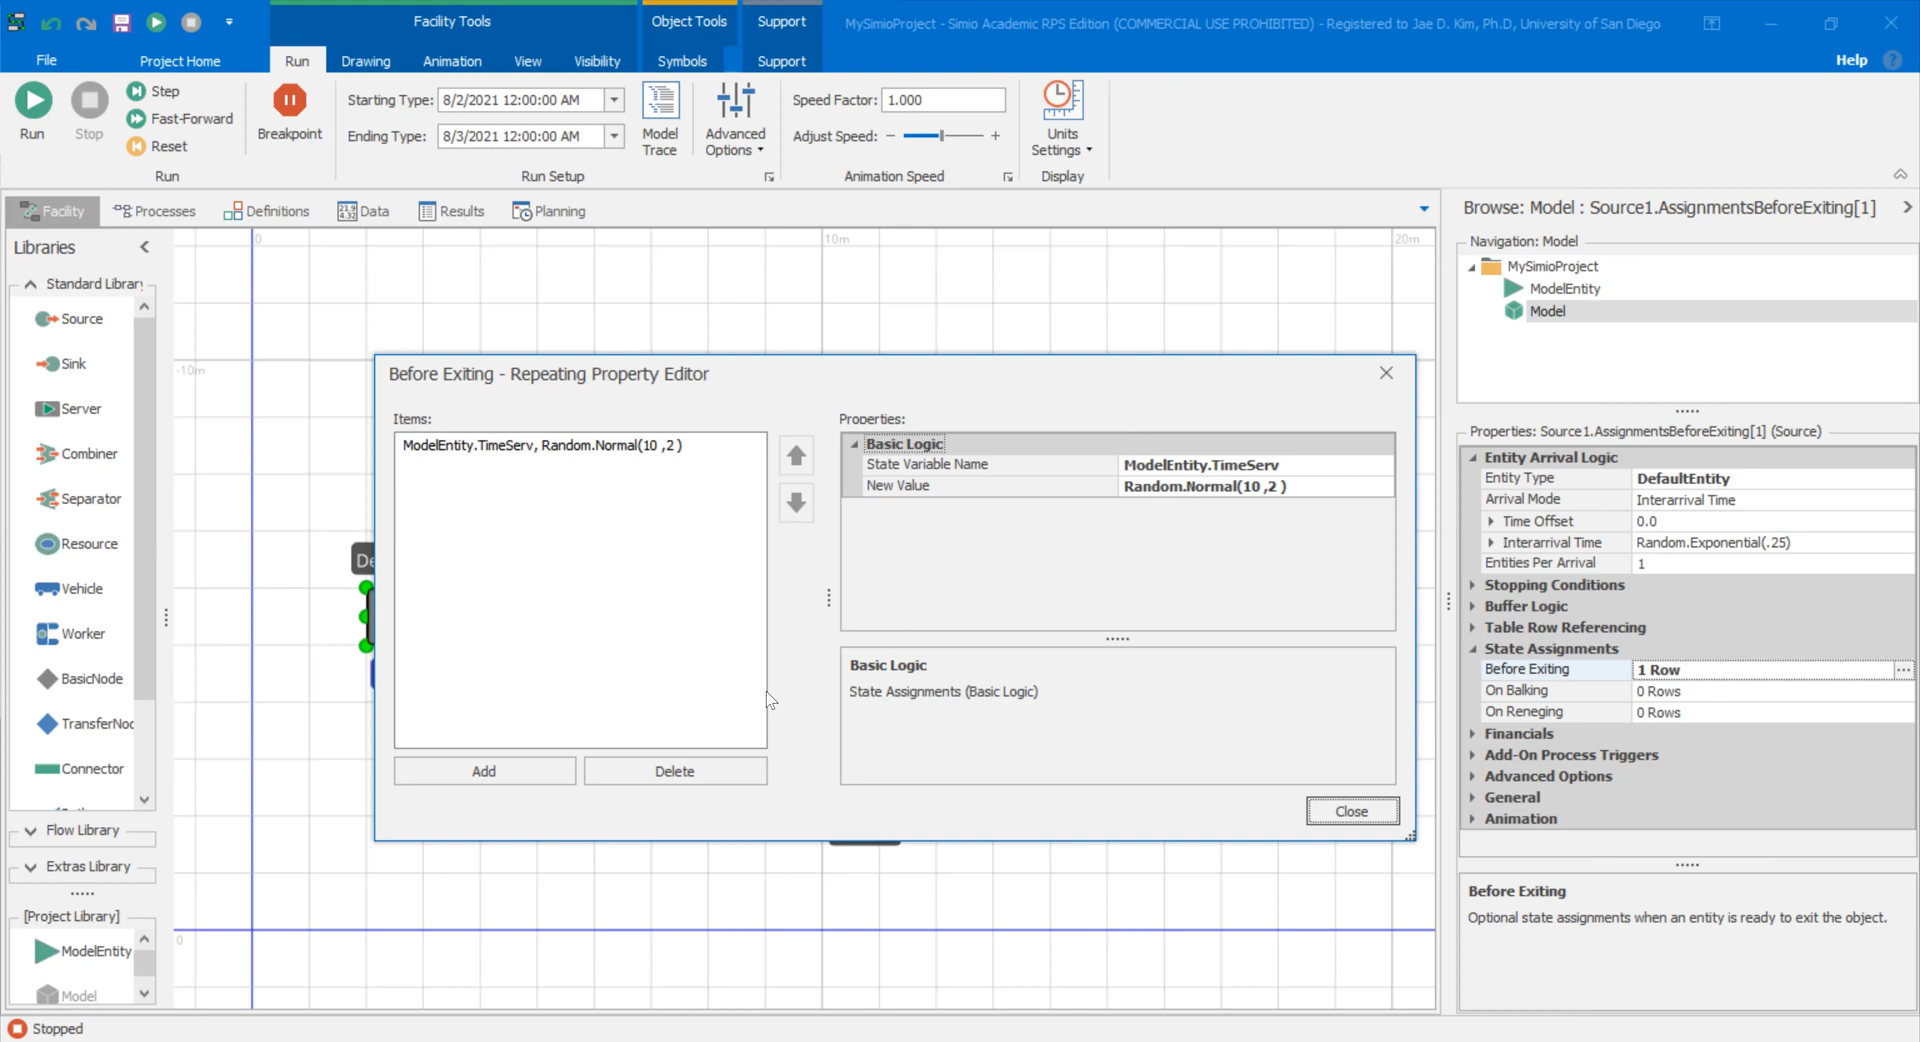 Facility Tools
Object Tools
Support
MySimioProject - Simio Academic RPS Edition (COMMERCIAL USE PROHIBITED) - Registered to Jae D. Kim, Ph.D, University of San Diego
File
Project Home
Run
Drawing
Animation
View
Visibility
Symbols
Support
Help
Run
Stop
Step
Fast-Forward
Reset
Run
Breakpoint
Starting Type: 8/2/2021 12:00:00 AM
Ending Type: 8/3/2021 12:00:00 AM
Run Setup
Model
Trace
Advanced
Options
Speed Factor: 1.000
Adjust Speed: − +
Animation Speed
Units
Settings
Display
Facility
Processes
Definitions
Data
Results
Planning
Libraries
Standard Library
Source
Sink
Server
Combiner
Separator
Resource
Vehicle
Worker
BasicNode
TransferNod
Connector
Flow Library
Extras Library
[Project Library]
ModelEntity
Model
0
10m
20m
-10m
De
0
Before Exiting - Repeating Property Editor
Items:
ModelEntity.TimeServ, Random.Normal(10 ,2 )
Add
Delete
Properties:
Basic Logic
State Variable Name ModelEntity.TimeServ
New Value Random.Normal(10 ,2 )
Basic Logic
State Assignments (Basic Logic)
Close
Browse: Model : Source1.AssignmentsBeforeExiting[1]
Navigation: Model
MySimioProject
ModelEntity
Model
Properties: Source1.AssignmentsBeforeExiting[1] (Source)
Entity Arrival Logic
Entity Type DefaultEntity
Arrival Mode Interarrival Time
Time Offset 0.0
Interarrival Time Random.Exponential(.25)
Entities Per Arrival 1
Stopping Conditions
Buffer Logic
Table Row Referencing
State Assignments
Before Exiting 1 Row
On Balking 0 Rows
On Reneging 0 Rows
Financials
Add-On Process Triggers
Advanced Options
General
Animation
Before Exiting
Optional state assignments when an entity is ready to exit the object.
Stopped